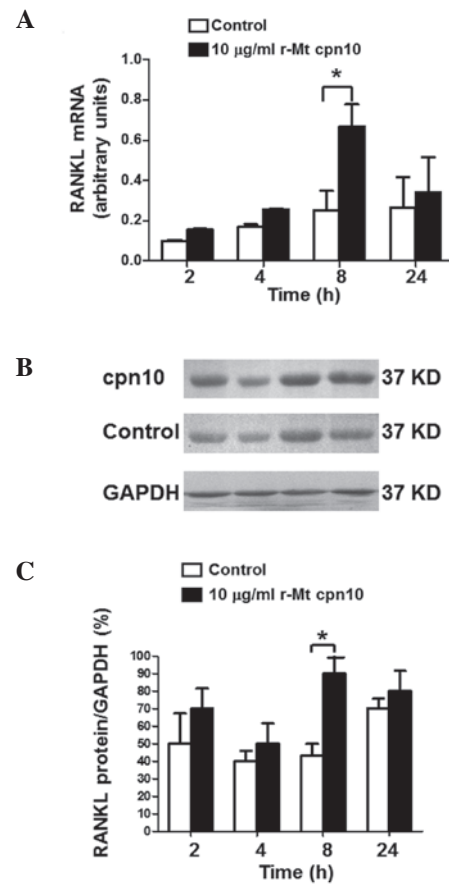 A
Control
10 µg/ml r-Mt cpn10
RANKL mRNA
(arbitrary units)
1.0
0.8
0.6
0.4
0.2
0.0
*
2 4 8 24
Time (h)
B
cpn10 37 KD
Control 37 KD
GAPDH 37 KD
C
Control
10 µg/ml r-Mt cpn10
RANKL protein/GAPDH (%)
100
90
80
70
60
50
40
30
20
10
0
*
2 4 8 24
Time (h)